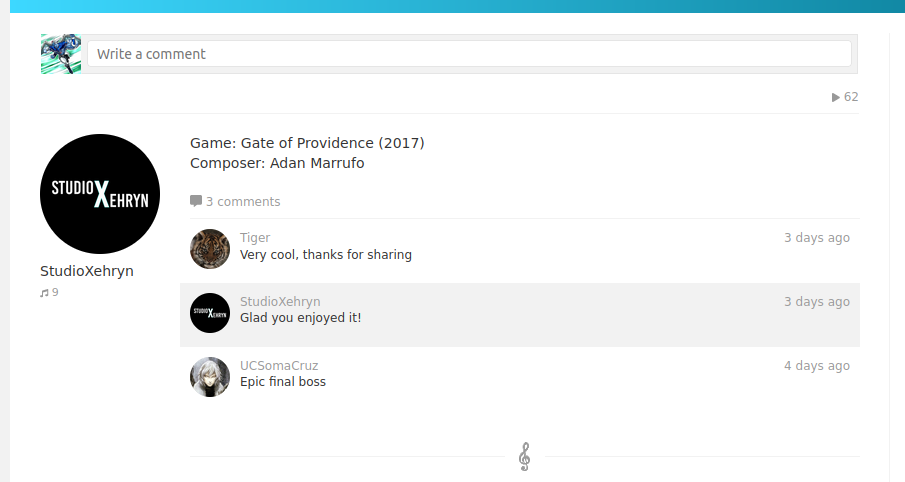 Write a comment
62
Game: Gate of Providence (2017)
Composer: Adan Marrufo
STUDIOXEHRYN
3 comments
StudioXehryn
9
Tiger
3 days ago
Very cool, thanks for sharing
StudioXehryn
3 days ago
STUDIOXEHRYN
Glad you enjoyed it!
UCSomaCruz
4 days ago
Epic final boss